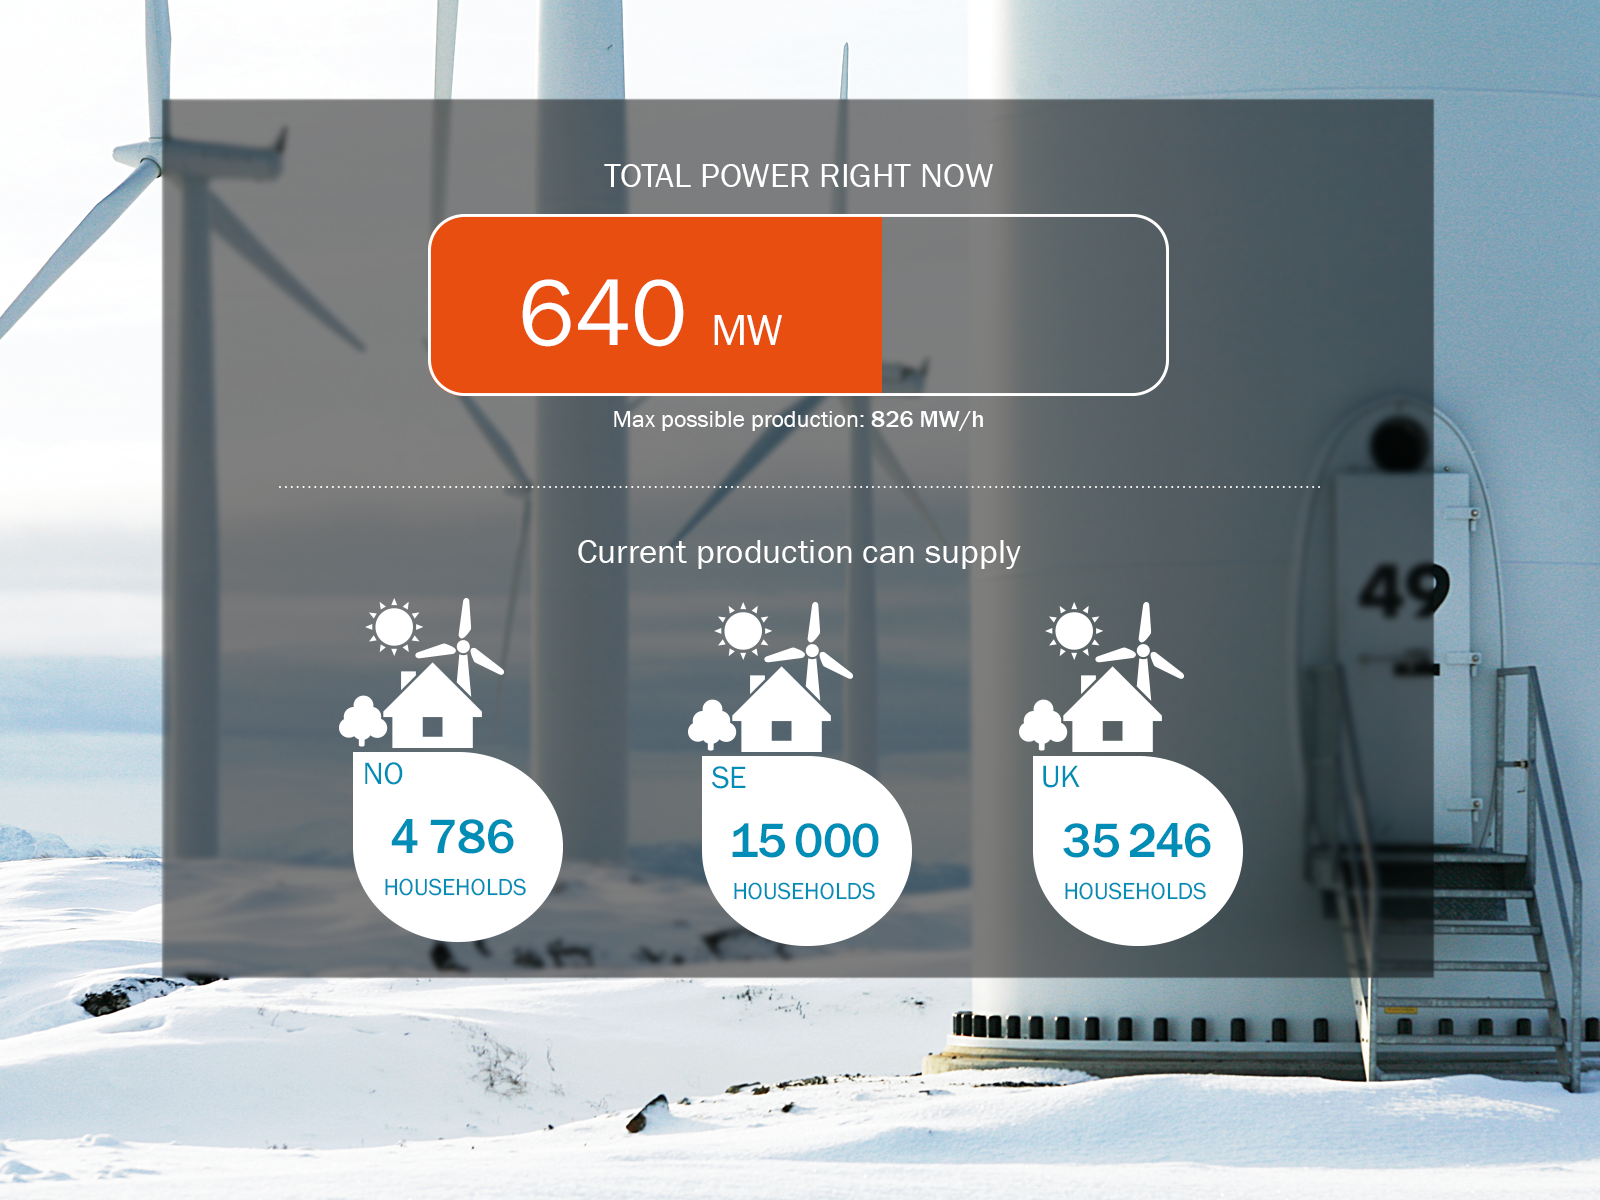 TOTAL POWER RIGHT NOW
640 MW
Max possible production: 826 MW/h
Current production can supply
NO
4 786
HOUSEHOLDS
SE
15 000
HOUSEHOLDS
UK
35 246
HOUSEHOLDS
49